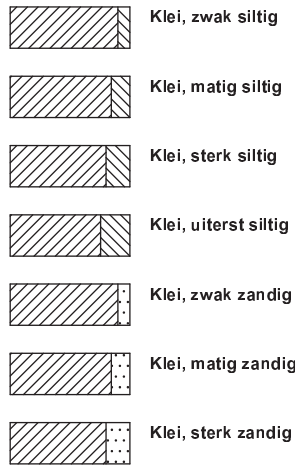 Klei, zwak siltig
Klei, matig siltig
Klei, sterk siltig
Klei, uiterst siltig
Klei, zwak zandig
Klei, matig zandig
Klei, sterk zandig